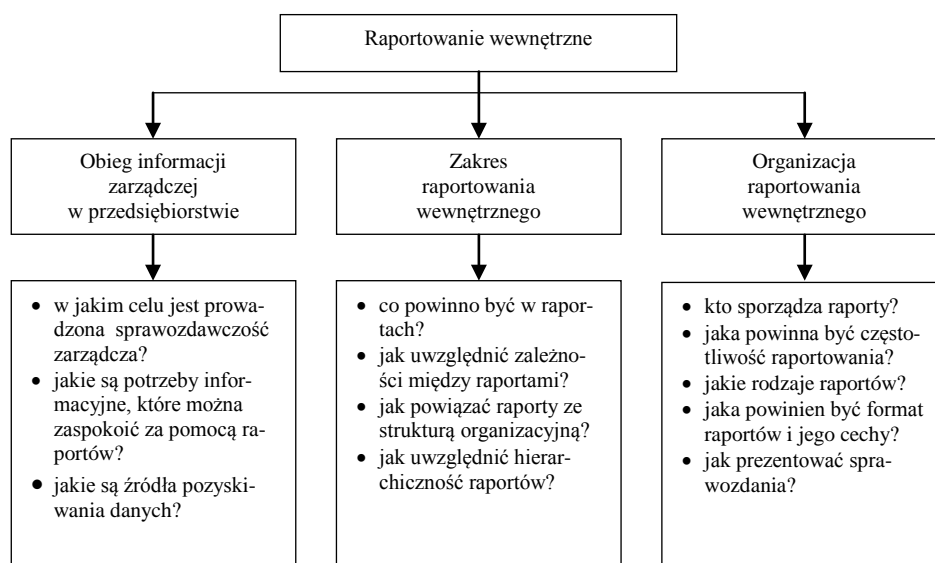 Raportowanie wewnętrzne
Obieg informacji
zarządczej
w przedsiębiorstwie
Zakres
raportowania
wewnętrznego
Organizacja
raportowania
wewnętrznego
• w jakim celu jest prowa-
dzona sprawozdawczość
zarządcza?
• jakie są potrzeby infor-
macyjne, które można
zaspokoić za pomocą ra-
portów?
• jakie są źródła pozyski-
wania danych?
• co powinno być w rapor-
tach?
• jak uwzględnić zależno-
ści między raportami?
• jak powiązać raporty ze
strukturą organizacyjną?
• jak uwzględnić hierar-
chiczność raportów?
• kto sporządza raporty?
• jaka powinna być często-
tliwość raportowania?
• jakie rodzaje raportów?
• jaka powinien być format
raportów i jego cechy?
• jak prezentować spra-
wozdania?